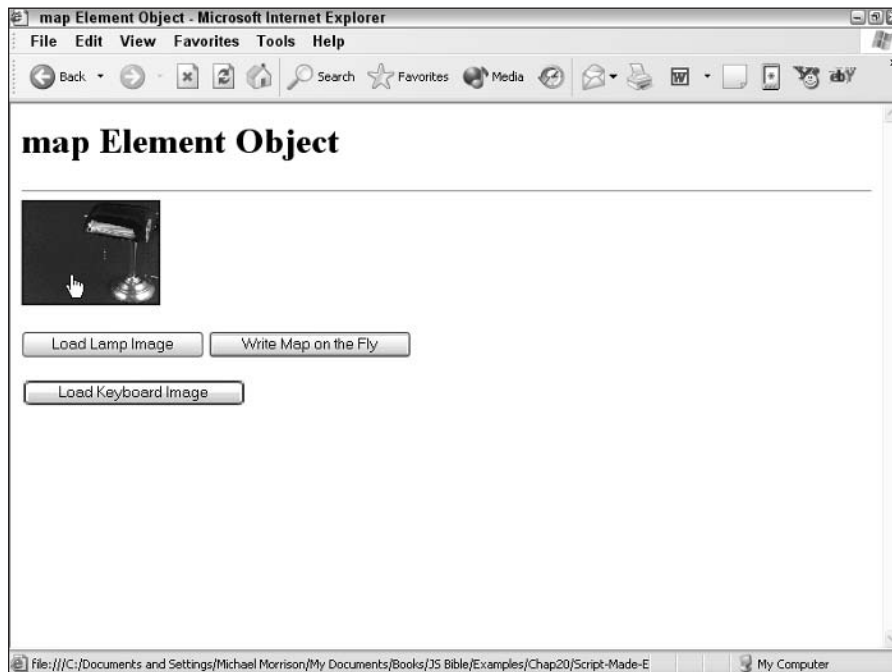 map Element Object - Microsoft Internet Explorer
File Edit View Favorites Tools Help
Back Search Favorites Media
map Element Object
Load Lamp Image Write Map on the Fly
Load Keyboard Image
file:///C:/Documents and Settings/Michael Morrison/My Documents/Books/JS Bible/Examples/Chap20/Script-Made-E My Computer